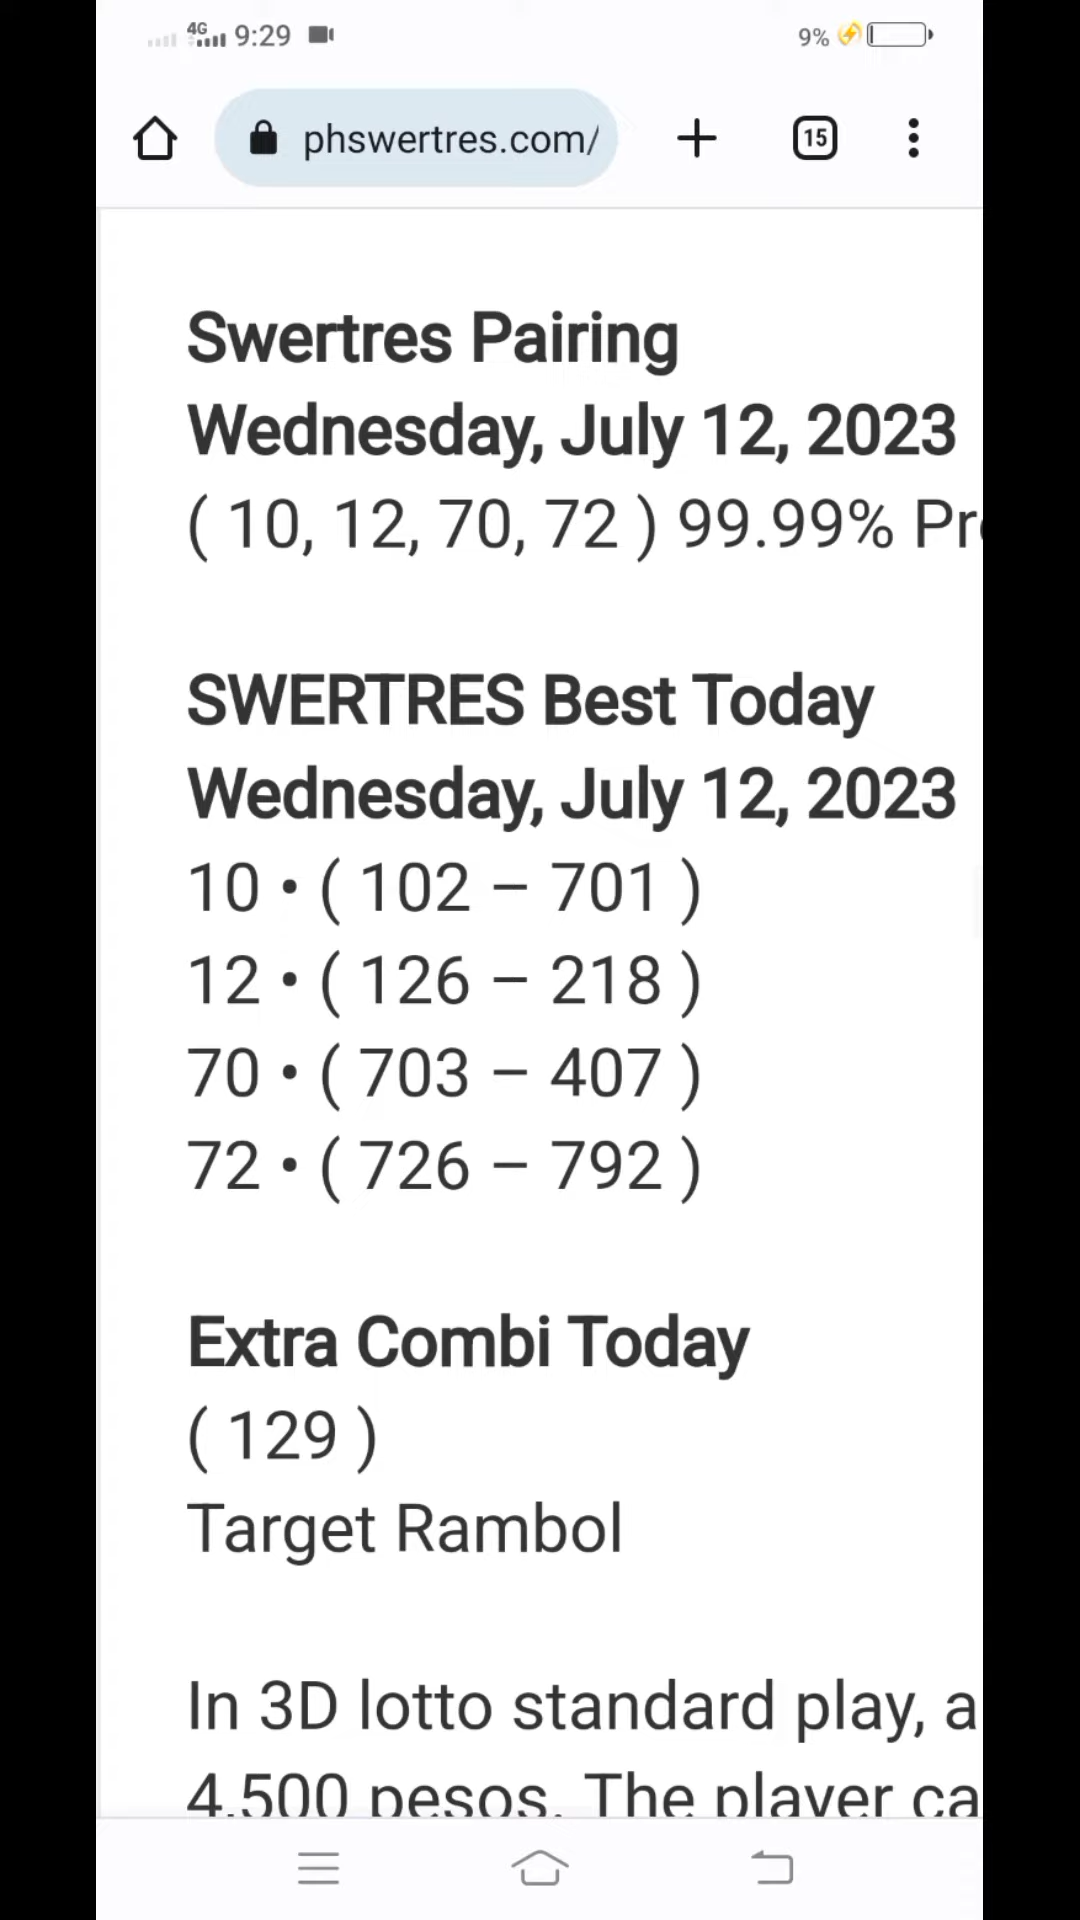 4G 9:29 9%
phswertres.com/ 15
Swertres Pairing
Wednesday, July 12, 2023
( 10, 12, 70, 72 ) 99.99%
SWERTRES Best Today
Wednesday, July 12, 2023
10 • ( 102 – 701 )
12 • ( 126 – 218 )
70 • ( 703 – 407 )
72 • ( 726 – 792 )
Extra Combi Today
( 129 )
Target Rambol
In 3D lotto standard play, a
4,500 pesos. The player ca